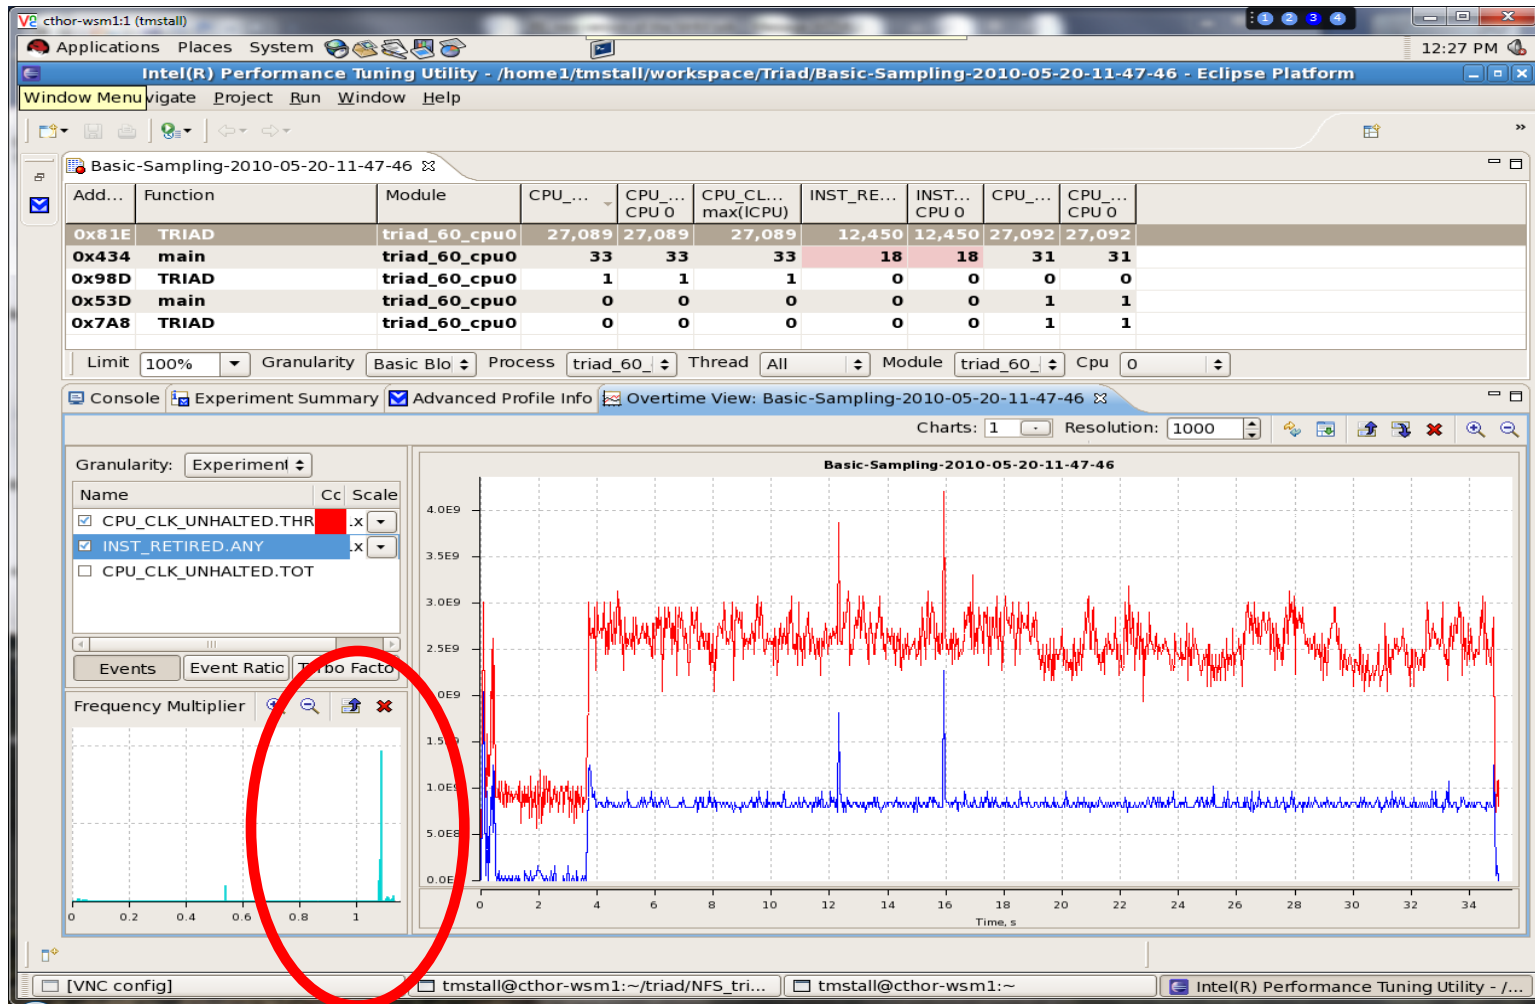 cthor-wsm1:1 (tmstall)
1 2 3 4
Applications Places System 12:27 PM
Intel(R) Performance Tuning Utility - /home1/tmstall/workspace/Triad/Basic-Sampling-2010-05-20-11-47-46 - Eclipse Platform
Window Menu vigate Project Run Window Help
Basic-Sampling-2010-05-20-11-47-46
Add... Function Module CPU_... CPU_... CPU_CL... INST_RE... INST... CPU_... CPU_...
CPU 0 max(ICPU) CPU 0 CPU 0
0x81E TRIAD triad_60_cpu0 27,089 27,089 27,089 12,450 12,450 27,092 27,092
0x434 main triad_60_cpu0 33 33 33 18 18 31 31
0x98D TRIAD triad_60_cpu0 1 1 1 0 0 0 0
0x53D main triad_60_cpu0 0 0 0 0 0 1 1
0x7A8 TRIAD triad_60_cpu0 0 0 0 0 0 1 1
Limit 100% Granularity Basic Blo Process triad_60_ Thread All Module triad_60_ Cpu 0
Console Experiment Summary Advanced Profile Info Overtime View: Basic-Sampling-2010-05-20-11-47-46
Charts: 1 Resolution: 1000
Granularity: Experiment
Name Cc Scale
CPU_CLK_UNHALTED.THR .x
INST_RETIRED.ANY .x
CPU_CLK_UNHALTED.TOT
Events Event Ratio Turbo Facto
Frequency Multiplier
0 0.2 0.4 0.6 0.8 1
Basic-Sampling-2010-05-20-11-47-46
4.0E9
3.5E9
3.0E9
2.5E9
1.0E9
5.0E8
0 2 4 6 8 10 12 14 16 18 20 22 24 26 28 30 32 34
Time, s
[VNC config] tmstall@cthor-wsm1:~/triad/NFS_tri... tmstall@cthor-wsm1:~ Intel(R) Performance Tuning Utility - /...